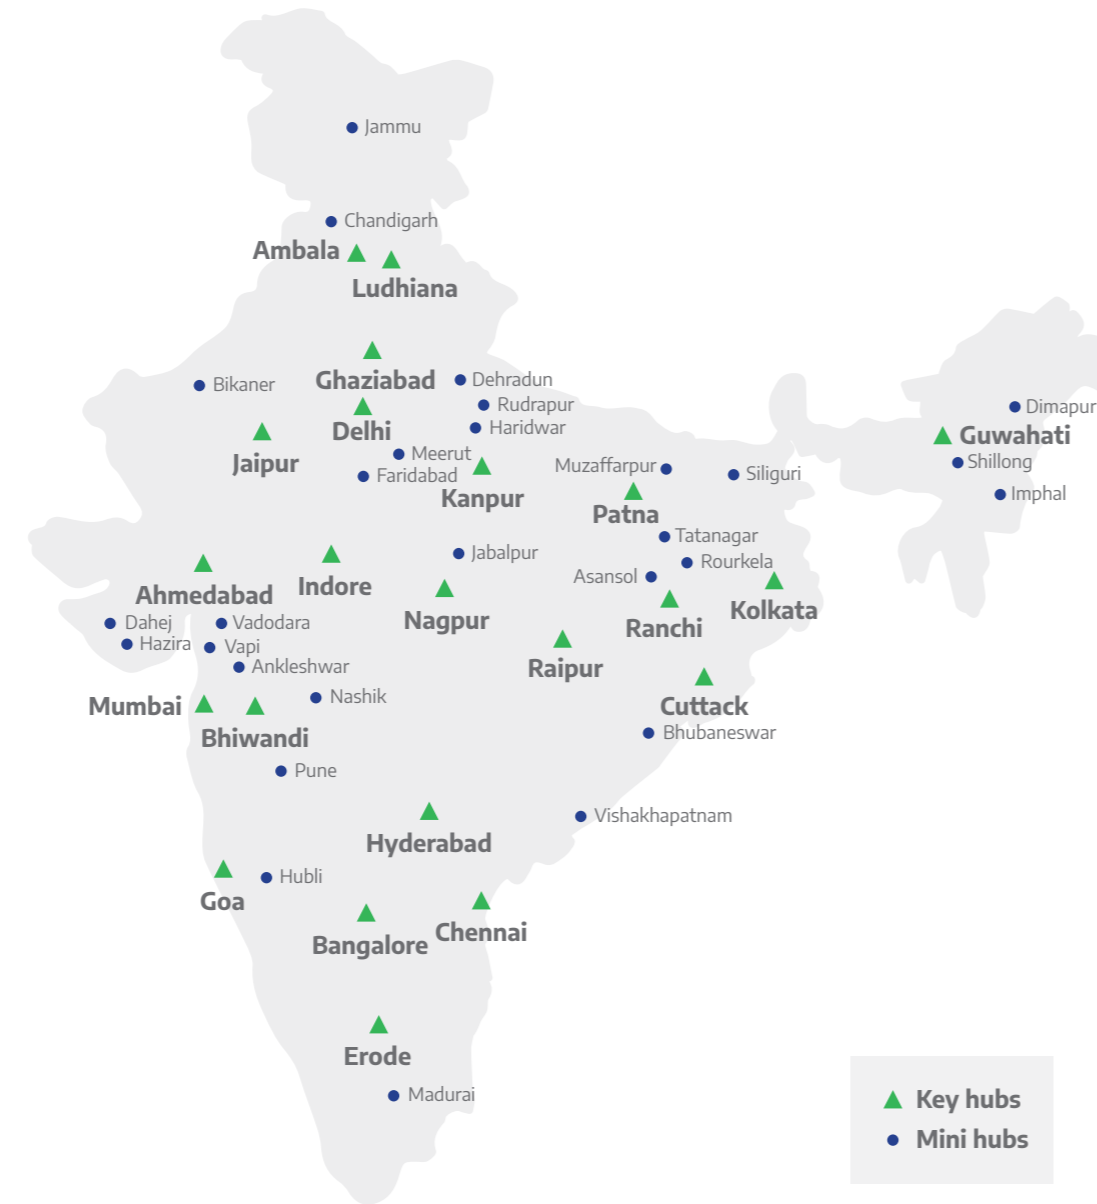 Jammu
Chandigarh
Ambala
Ludhiana
Ghaziabad
Dehradun
Bikaner
Rudrapur
Delhi
Haridwar
Jaipur
Meerut
Faridabad
Kanpur
Muzaffarpur
Siliguri
Patna
Dimapur
Guwahati
Shillong
Imphal
Tatanagar
Jabalpur
Rourkela
Asansol
Indore
Ahmedabad
Nagpur
Kolkata
Ranchi
Dahej
Vadodara
Hazira
Vapi
Ankleshwar
Raipur
Nashik
Mumbai
Cuttack
Bhiwandi
Bhubaneswar
Pune
Vishakhapatnam
Hyderabad
Hubli
Goa
Chennai
Bangalore
Erode
Madurai
Key hubs
Mini hubs